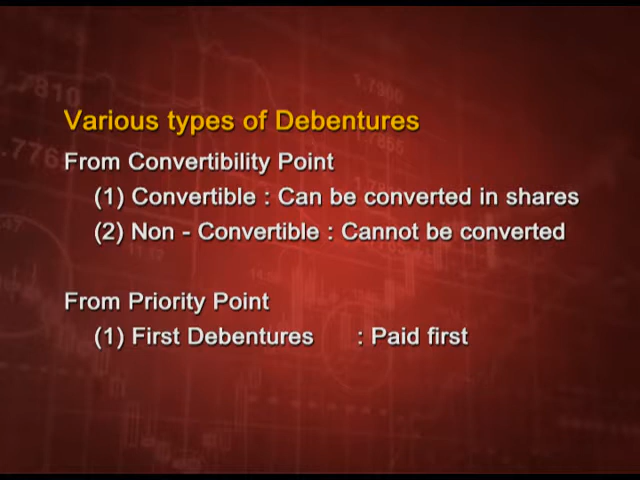 Various types of Debentures
From Convertibility Point
(1) Convertible : Can be converted in shares
(2) Non - Convertible : Cannot be converted
From Priority Point
(1) First Debentures : Paid first